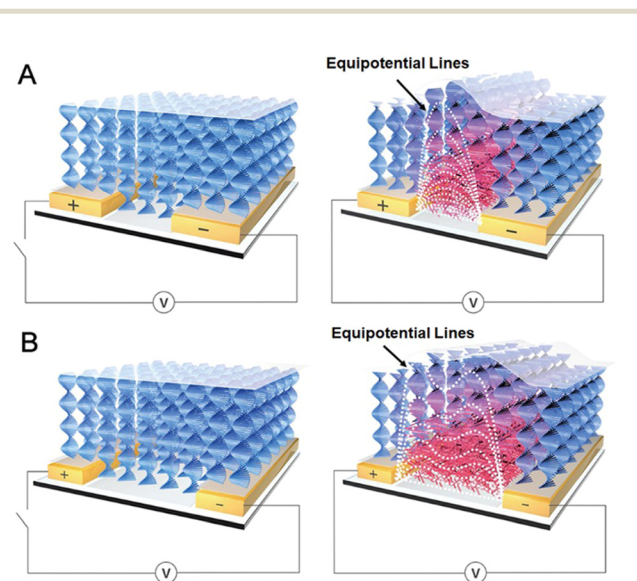 A
Equipotential Lines
+
−
+
−
V
V
B
Equipotential Lines
+
−
+
−
V
V